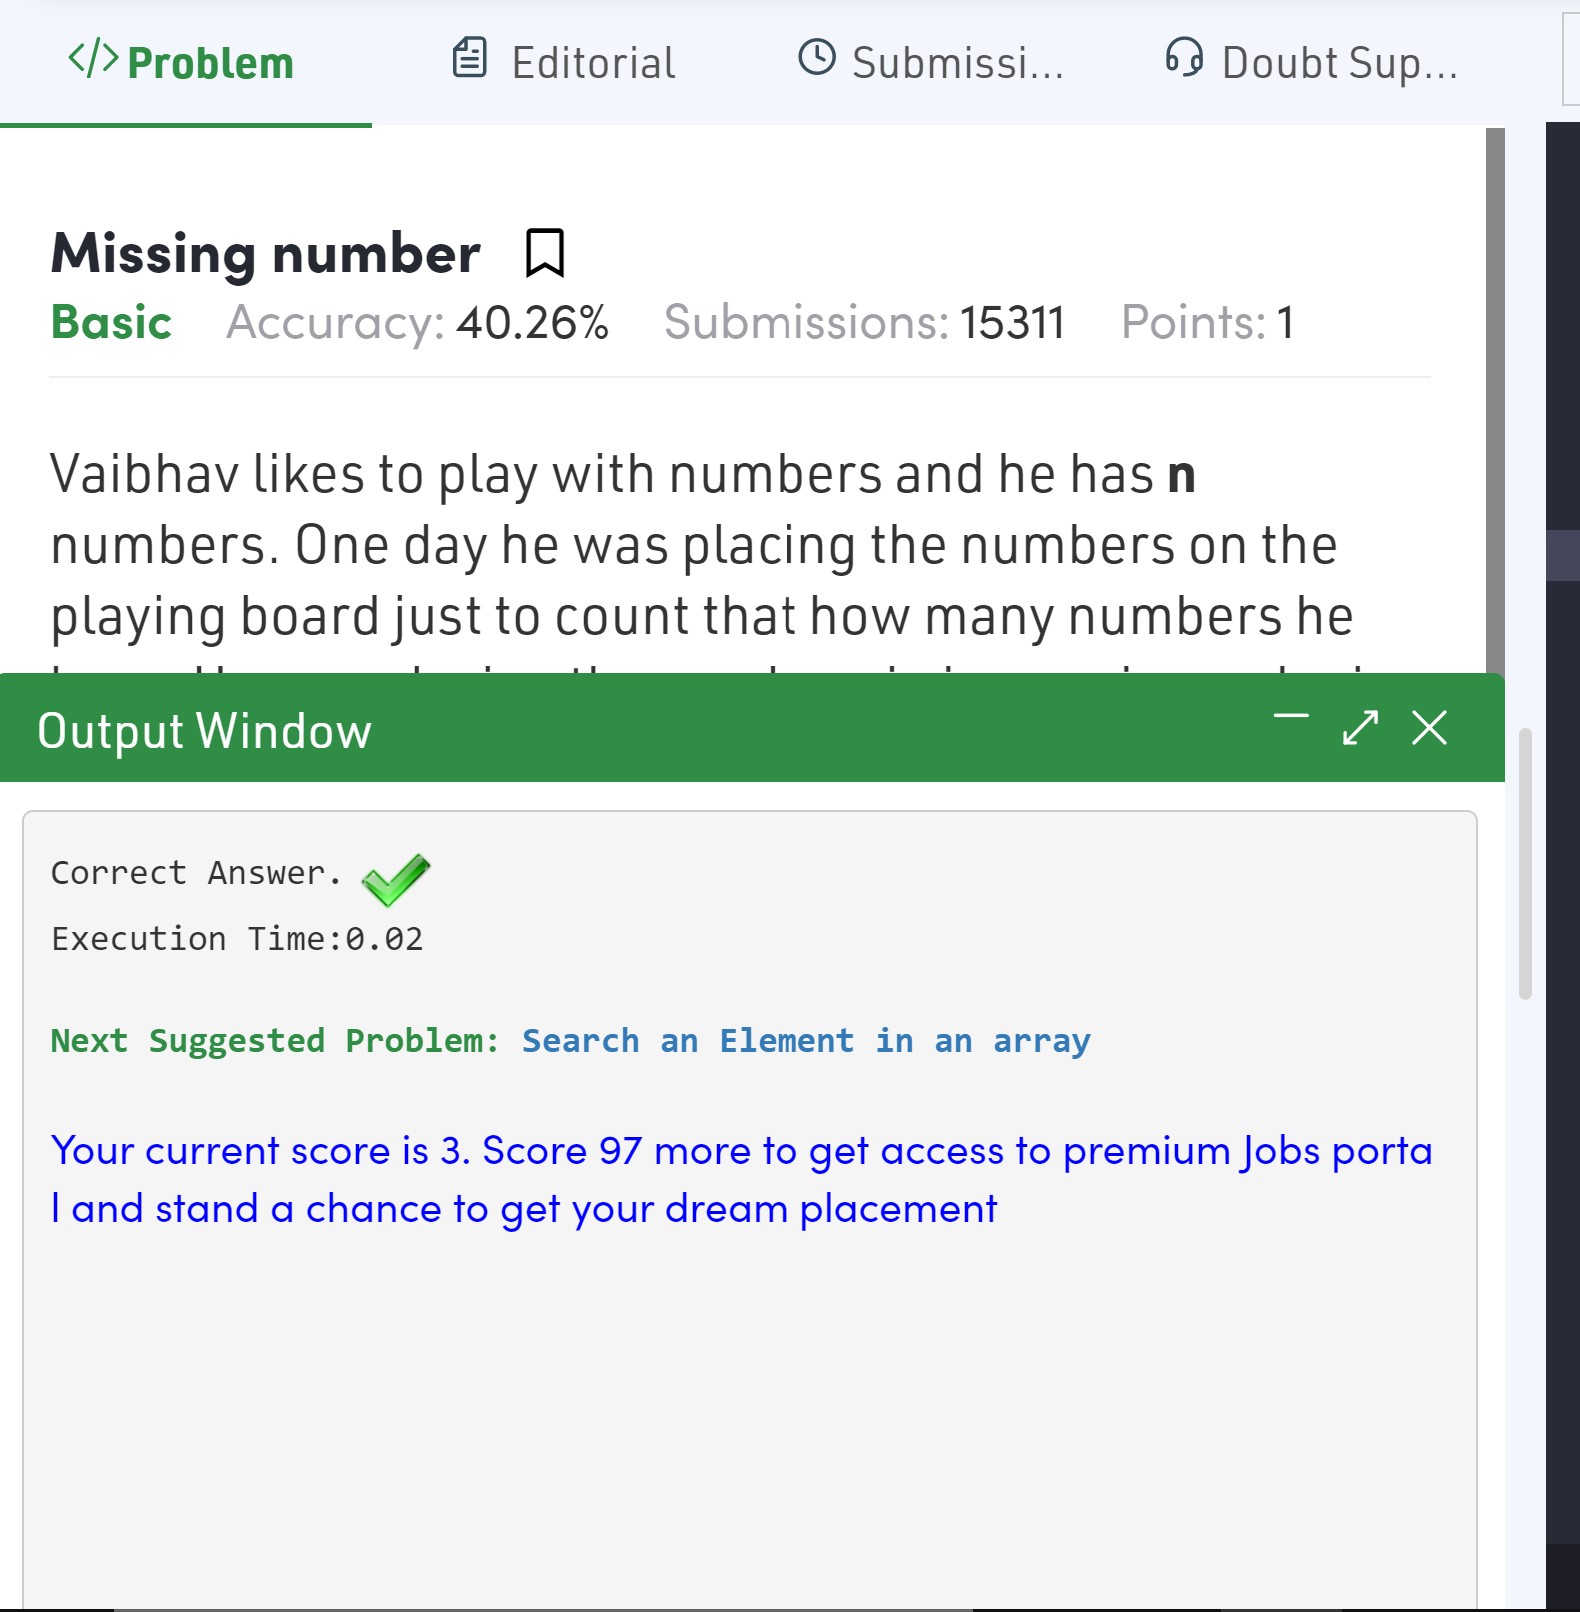 </> Problem Editorial Submissi... Doubt Sup...
Missing number
Basic Accuracy: 40.26% Submissions: 15311 Points: 1
Vaibhav likes to play with numbers and he has n
numbers. One day he was placing the numbers on the
playing board just to count that how many numbers he
Output Window
Correct Answer.
Execution Time:0.02
Next Suggested Problem: Search an Element in an array
Your current score is 3. Score 97 more to get access to premium Jobs porta
l and stand a chance to get your dream placement